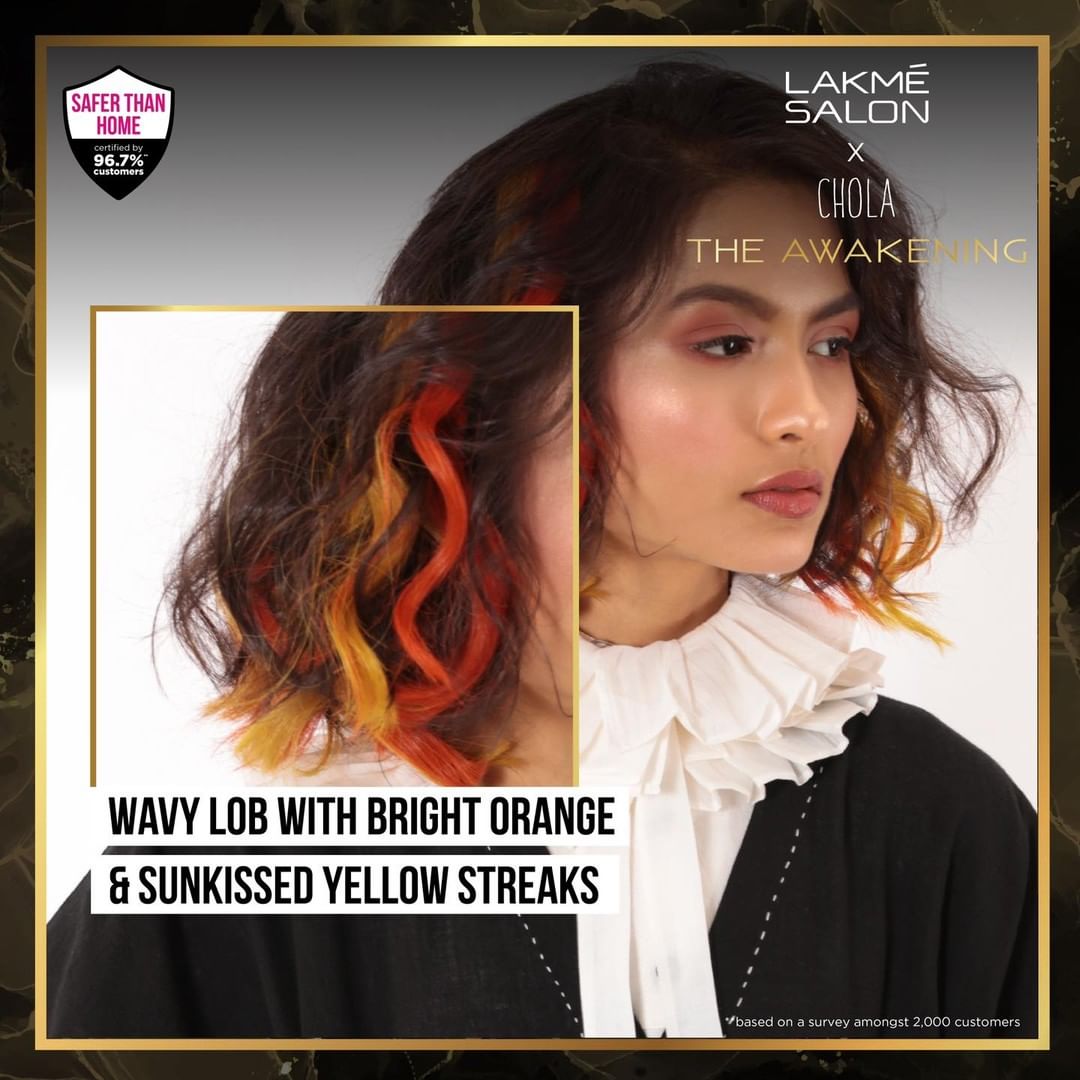 SAFER THAN
HOME
certified by
96.7%**
customers
LAKMÉ
SALON
X
CHOLA
THE AWAKENING
WAVY LOB WITH BRIGHT ORANGE
& SUNKISSED YELLOW STREAKS
**based on a survey amongst 2,000 customers